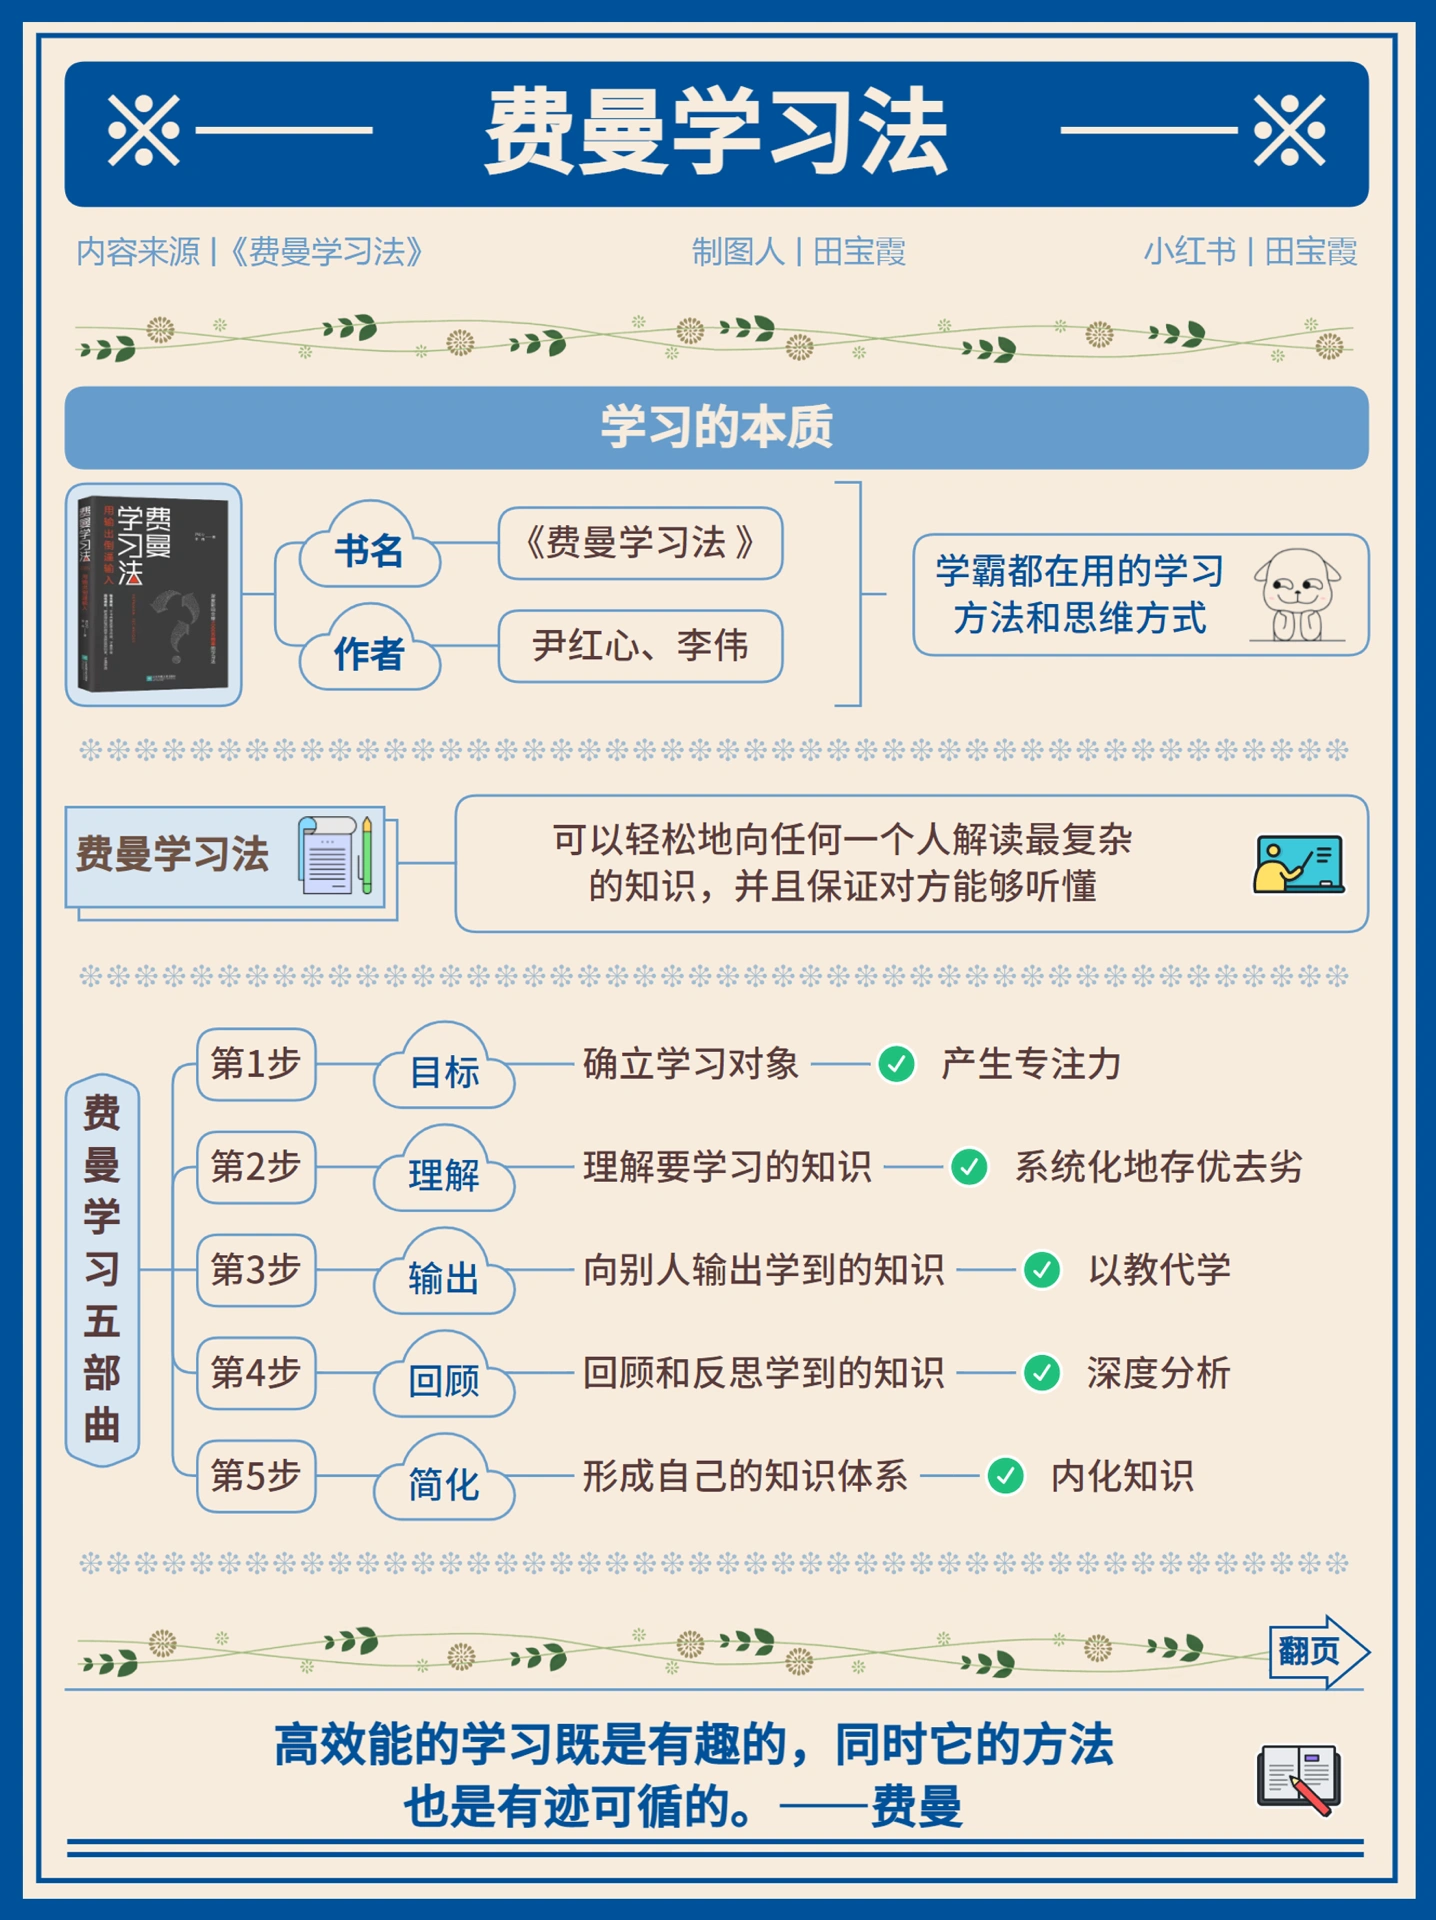 费曼学习法
内容来源 | 《费曼学习法》
制图人 | 田宝霞
小红书 | 田宝霞
学习的本质
费曼学习法
用输出倒逼输入
费曼
学习法
书名
《费曼学习法 》
作者
尹红心、李伟
学霸都在用的学习
方法和思维方式
费曼学习法
可以轻松地向任何一个人解读最复杂
的知识，并且保证对方能够听懂
费曼学习五部曲
第1步
目标
确立学习对象
产生专注力
第2步
理解
理解要学习的知识
系统化地存优去劣
第3步
输出
向别人输出学到的知识
以教代学
第4步
回顾
回顾和反思学到的知识
深度分析
第5步
简化
形成自己的知识体系
内化知识
翻页
高效能的学习既是有趣的，同时它的方法
也是有迹可循的。——费曼